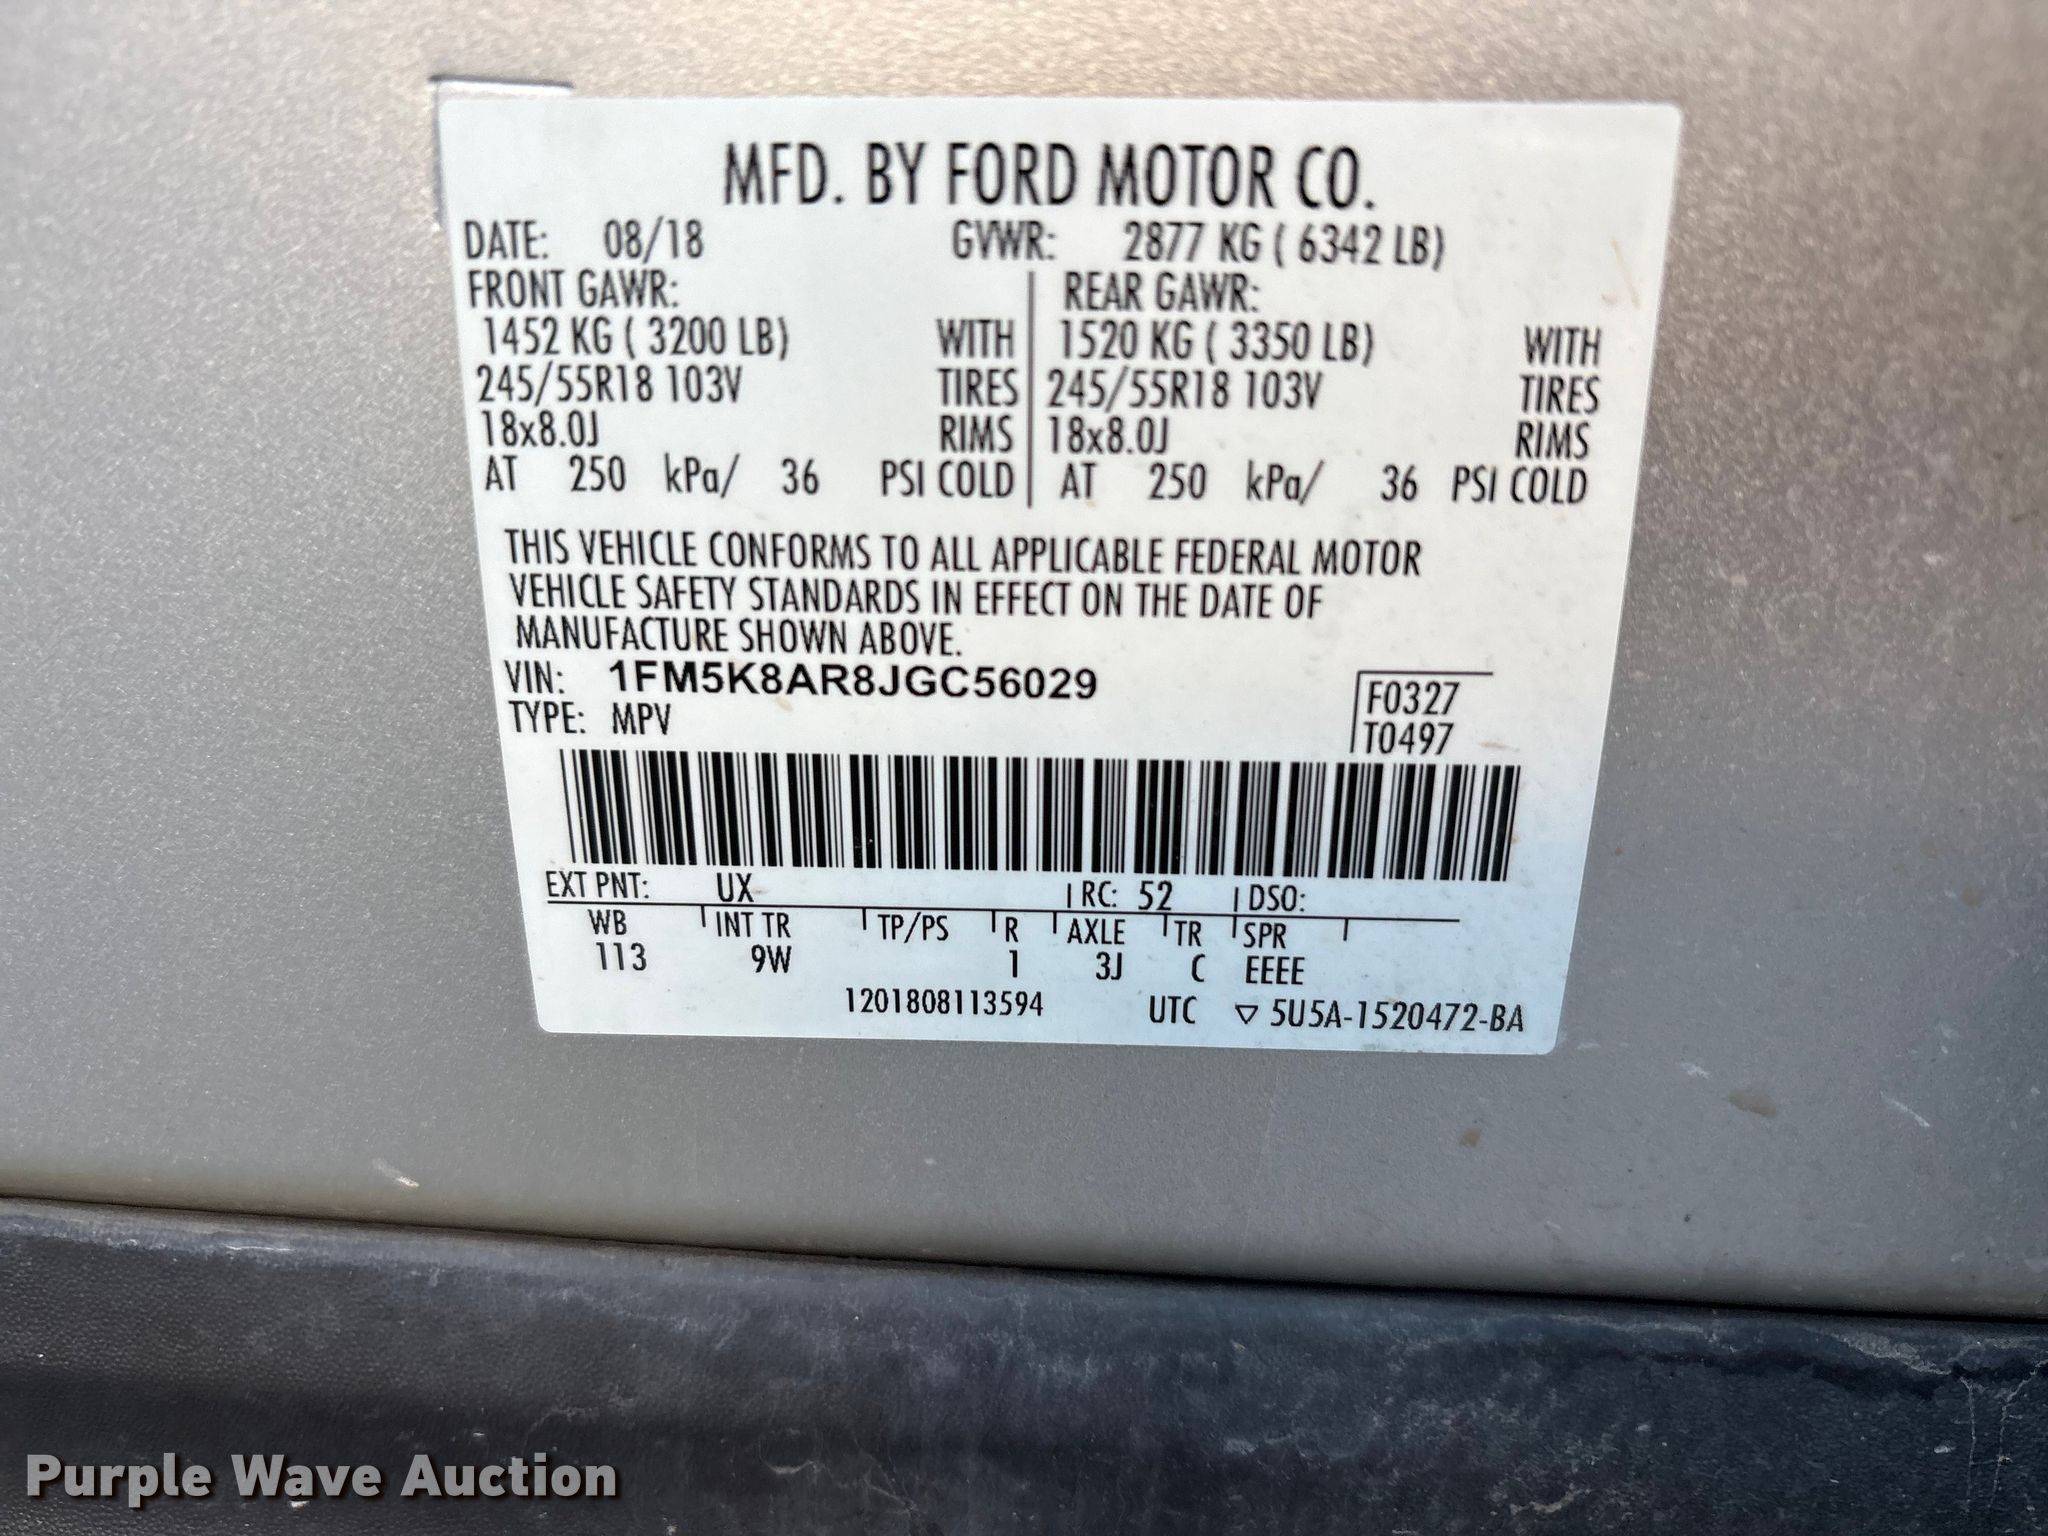 MFD. BY FORD MOTOR CO.
DATE: 08/18 GVWR: 2877 KG ( 6342 LB)
FRONT GAWR: REAR GAWR:
1452 KG ( 3200 LB) WITH 1520 KG ( 3350 LB) WITH
245/55R18 103V TIRES 245/55R18 103V TIRES
18x8.0J RIMS 18x8.0J RIMS
AT 250 kPa/ 36 PSI COLD AT 250 kPa/ 36 PSI COLD
THIS VEHICLE CONFORMS TO ALL APPLICABLE FEDERAL MOTOR
VEHICLE SAFETY STANDARDS IN EFFECT ON THE DATE OF
MANUFACTURE SHOWN ABOVE.
VIN: 1FM5K8AR8JGC56029 F0327
TYPE: MPV T0497
EXT PNT: UX RC: 52 DSO:
WB INT TR TP/PS R AXLE TR SPR
113 9W 1 3J C EEEE
1201808113594 UTC ▽ 5U5A-1520472-BA
Purple Wave Auction